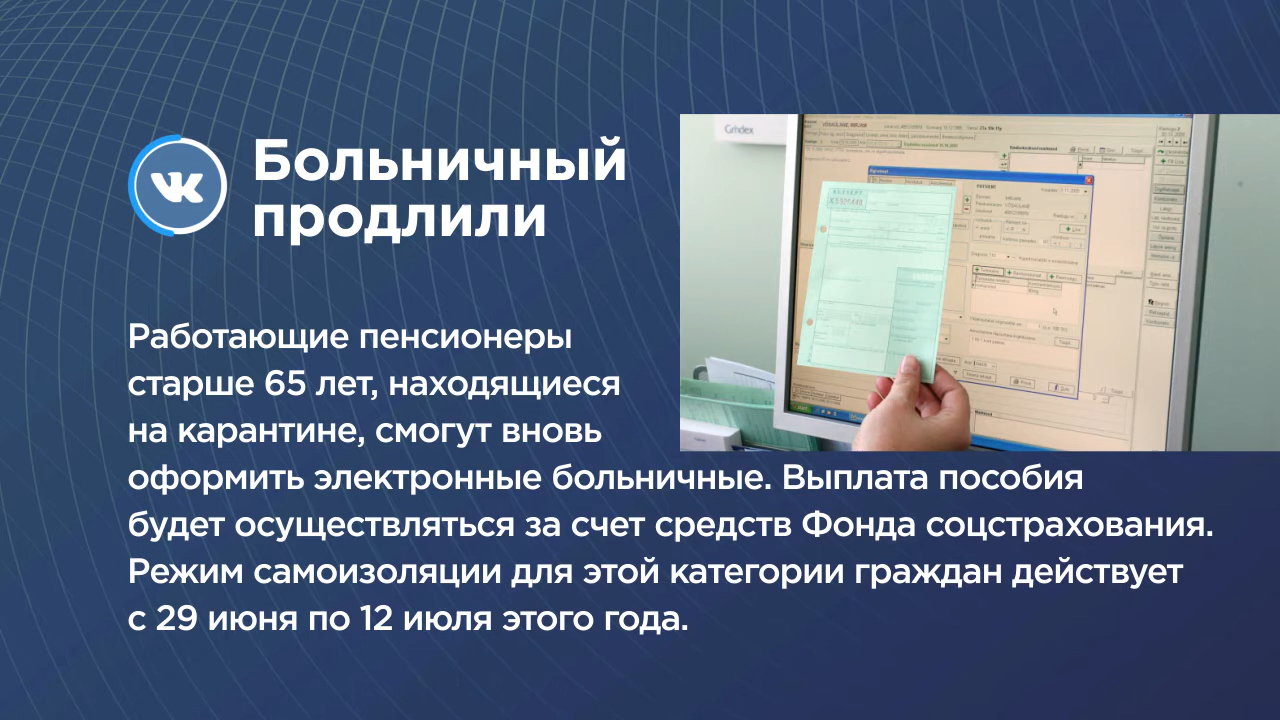 Больничный
продлили
Работающие пенсионеры
старше 65 лет, находящиеся
на карантине, смогут вновь
оформить электронные больничные. Выплата пособия
будет осуществляться за счет средств Фонда соцстрахования.
Режим самоизоляции для этой категории граждан действует
с 29 июня по 12 июля этого года.